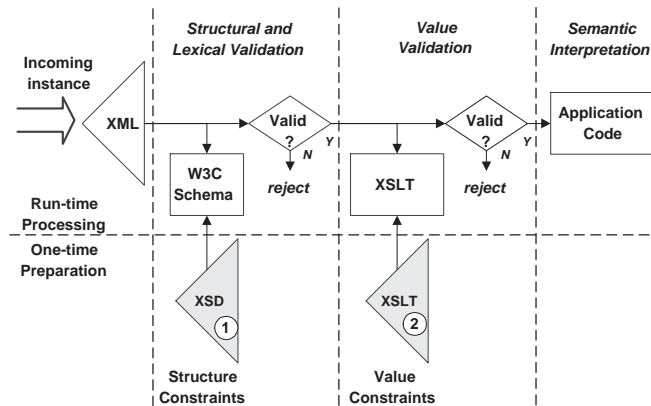 Structural and
Lexical Validation
Value
Validation
Semantic
Interpretation
Incoming
instance
XML
Valid
?
Y
N
reject
W3C
Schema
Valid
?
Y
N
reject
XSLT
Application
Code
Run-time
Processing
One-time
Preparation
XSD
1
XSLT
2
Structure
Constraints
Value
Constraints